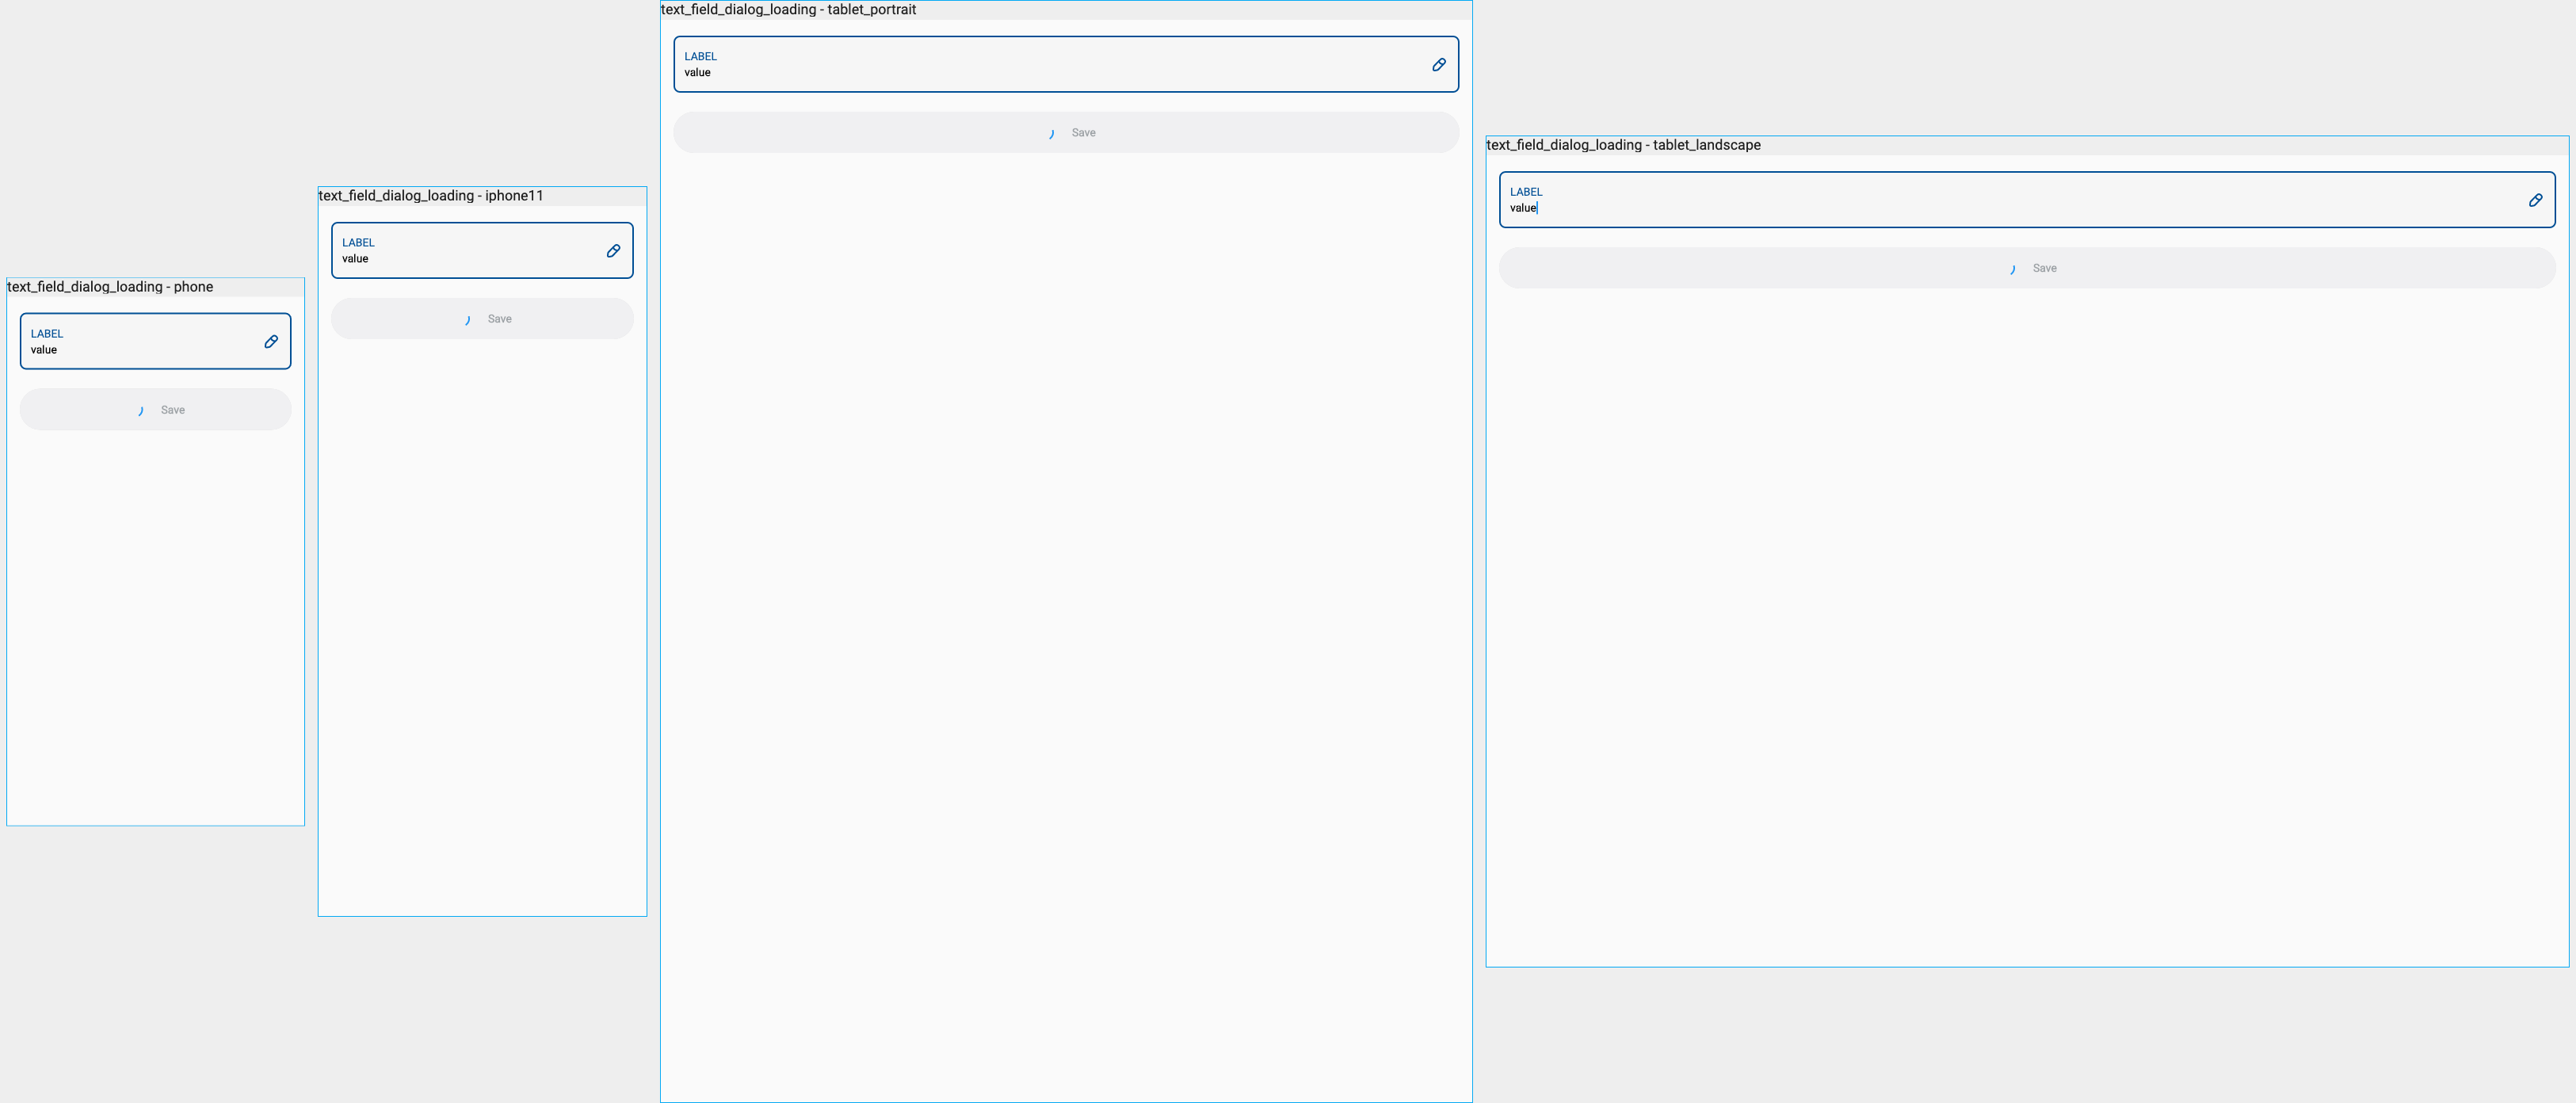 text_field_dialog_loading - phone
LABEL
value
Save
text_field_dialog_loading - iphone11
LABEL
value
Save
text_field_dialog_loading - tablet_portrait
LABEL
value
Save
text_field_dialog_loading - tablet_landscape
LABEL
value
Save